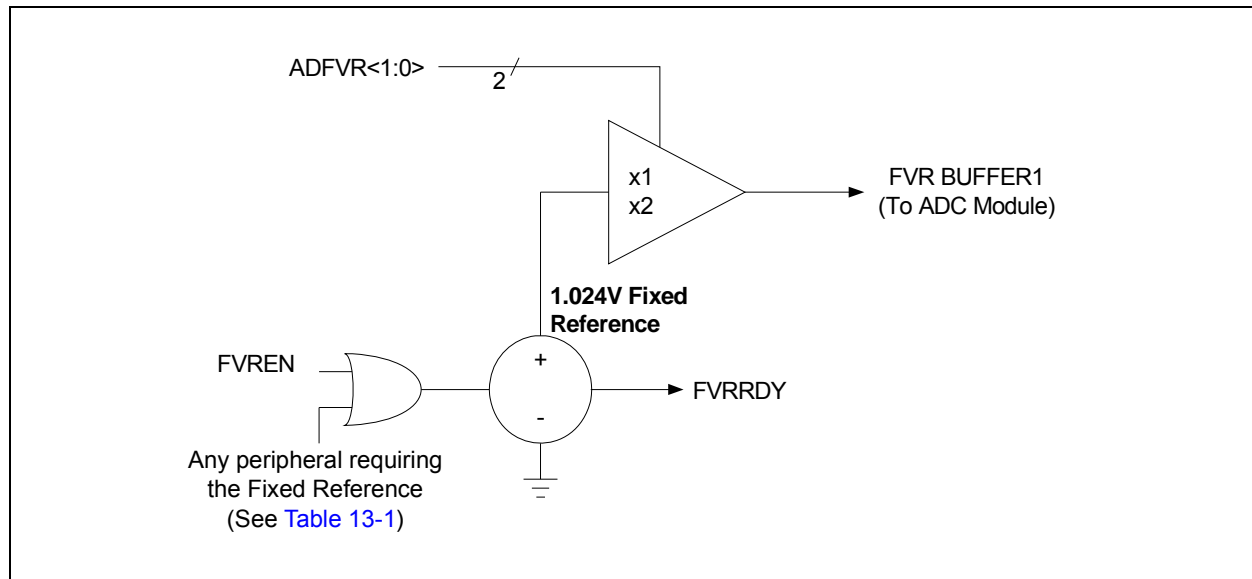 ADFVR<1:0>
2
x1
x2
FVR BUFFER1
(To ADC Module)
1.024V Fixed
Reference
FVREN
+
-
FVRRDY
Any peripheral requiring
the Fixed Reference
(See Table 13-1)